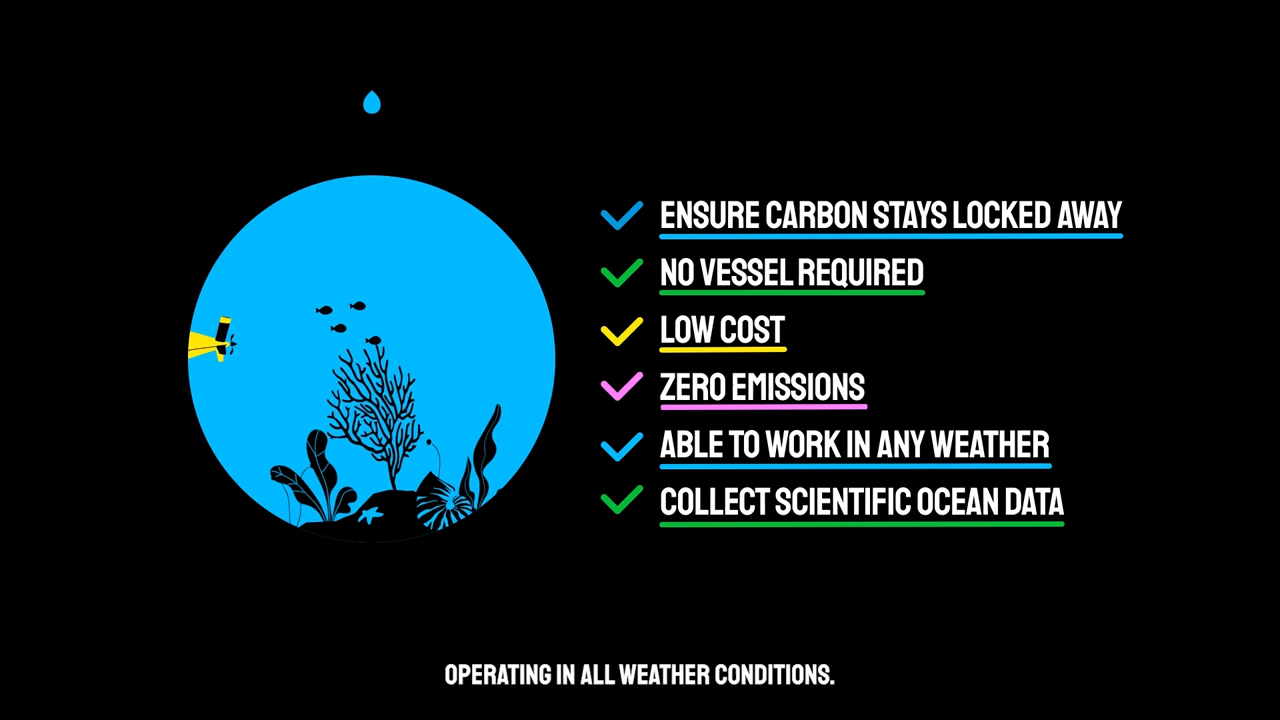 ENSURE CARBON STAYS LOCKED AWAY
NO VESSEL REQUIRED
LOW COST
ZERO EMISSIONS
ABLE TO WORK IN ANY WEATHER
COLLECT SCIENTIFIC OCEAN DATA
OPERATING IN ALL WEATHER CONDITIONS.